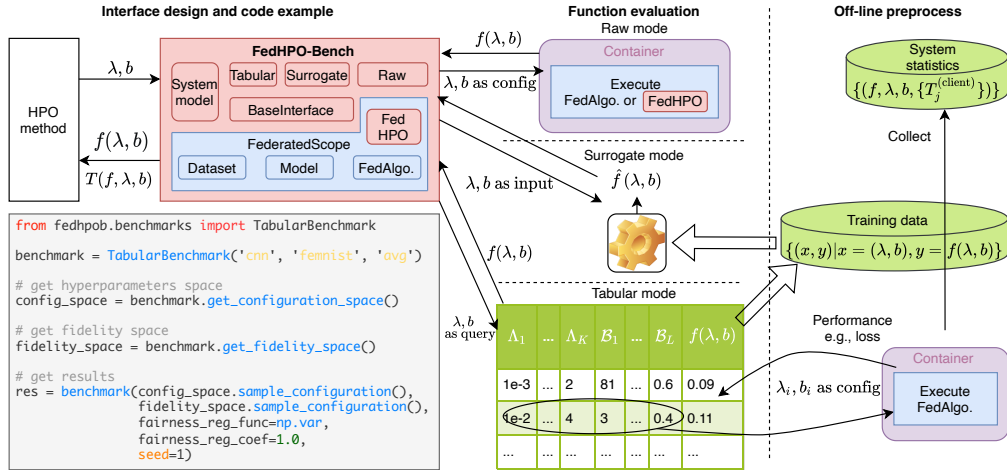 Interface design and code example
Function evaluation
Off-line preprocess
HPO
method
λ, b
f(λ, b)
T(f, λ, b)
FedHPO-Bench
System
model
Tabular
Surrogate
Raw
BaseInterface
Fed
HPO
FederatedScope
Dataset
Model
FedAlgo.
from fedhpob.benchmarks import TabularBenchmark
benchmark = TabularBenchmark('cnn', 'femnist', 'avg')
# get hyperparameters space
config_space = benchmark.get_configuration_space()
# get fidelity space
fidelity_space = benchmark.get_fidelity_space()
# get results
res = benchmark(config_space.sample_configuration(),
fidelity_space.sample_configuration(),
fairness_reg_func=np.var,
fairness_reg_coef=1.0,
seed=1)
Raw mode
f(λ, b)
λ, b as config
Container
Execute
FedAlgo. or FedHPO
Surrogate mode
λ, b as input
f̂(λ, b)
f(λ, b)
λ, b
as query
Tabular mode
Λ₁ ... Λ_K ℬ₁ ... ℬ_L f(λ, b)
1e-3 ... 2 81 ... 0.6 0.09
1e-2 ... 4 3 ... 0.4 0.11
... ... ... ... ... ... ...
System
statistics
{(f, λ, b, {T_j^(client)})}
Collect
Training data
{(x, y)|x = (λ, b), y = f(λ, b)}
Performance
e.g., loss
λᵢ, bᵢ as config
Container
Execute
FedAlgo.